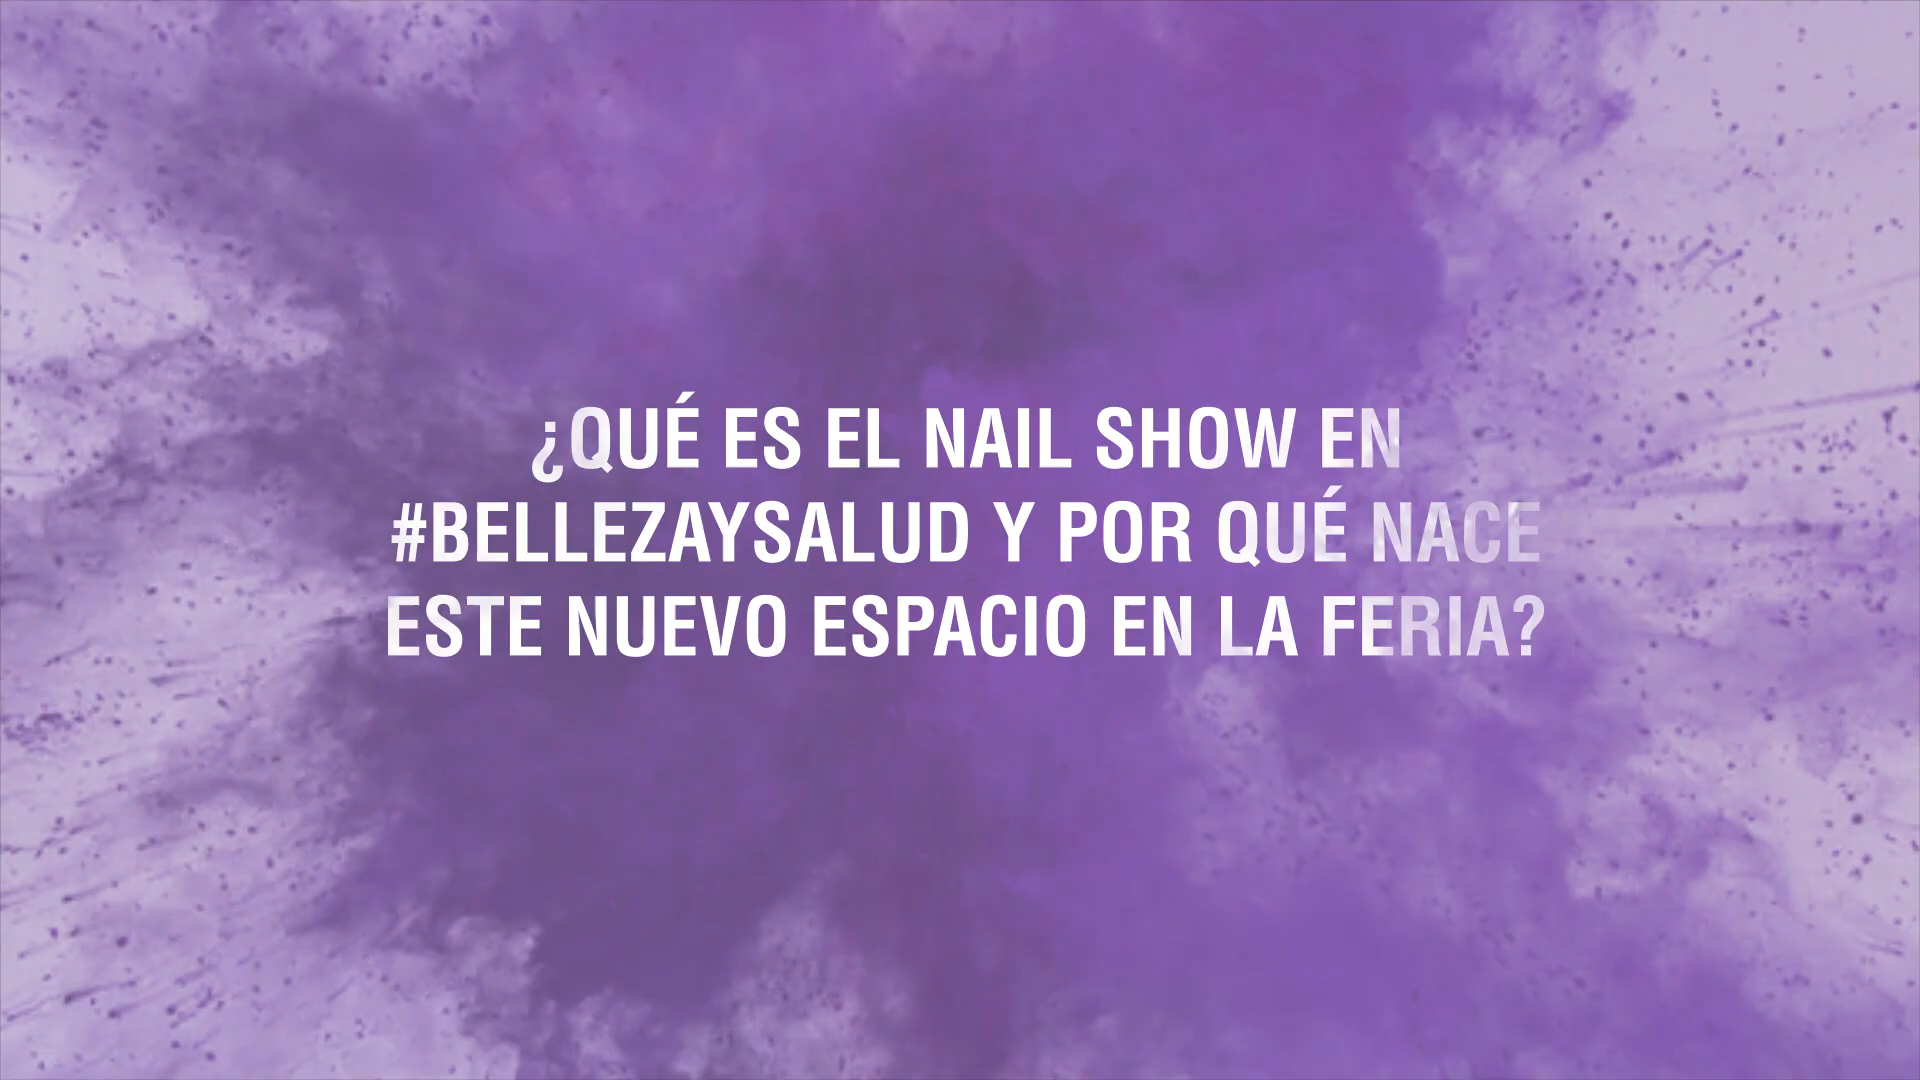 ¿QUÉ ES EL NAIL SHOW EN
#BELLEZAYSALUD Y POR QUÉ NACE
ESTE NUEVO ESPACIO EN LA FERIA?